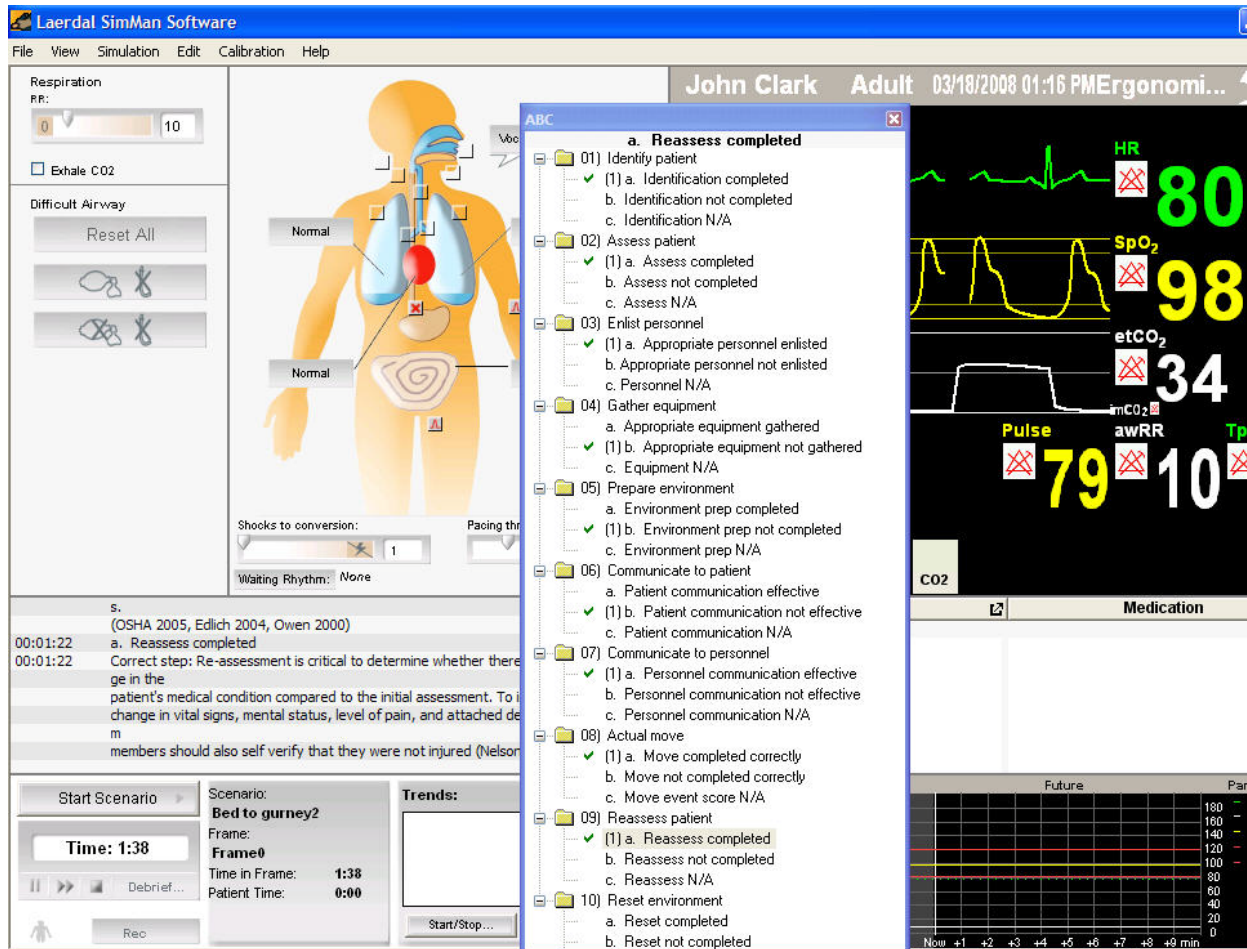 Laerdal SimMan Software
File View Simulation Edit Calibration Help
Respiration
RR:
0 10
Exhale CO2
Difficult Airway
Reset All
Voc
Normal
Normal
Shocks to conversion:
1
Pacing thr
Waiting Rhythm: None
John Clark Adult 03/18/2008 01:16 PMErgonomi...
HR
80
SpO2
98
etCO2
34
imCO2
Pulse
79
awRR
10
Tp
CO2
Medication
ABC
a. Reassess completed
01) Identify patient
(1) a. Identification completed
b. Identification not completed
c. Identification N/A
02) Assess patient
(1) a. Assess completed
b. Assess not completed
c. Assess N/A
03) Enlist personnel
(1) a. Appropriate personnel enlisted
b. Appropriate personnel not enlisted
c. Personnel N/A
04) Gather equipment
a. Appropriate equipment gathered
(1) b. Appropriate equipment not gathered
c. Equipment N/A
05) Prepare environment
a. Environment prep completed
(1) b. Environment prep not completed
c. Environment prep N/A
06) Communicate to patient
a. Patient communication effective
(1) b. Patient communication not effective
c. Patient communication N/A
07) Communicate to personnel
(1) a. Personnel communication effective
b. Personnel communication not effective
c. Personnel communication N/A
08) Actual move
(1) a. Move completed correctly
b. Move not completed correctly
c. Move event score N/A
09) Reassess patient
(1) a. Reassess completed
b. Reassess not completed
c. Reassess N/A
10) Reset environment
a. Reset completed
b. Reset not completed
s.
(OSHA 2005, Edlich 2004, Owen 2000)
00:01:22 a. Reassess completed
00:01:22 Correct step: Re-assessment is critical to determine whether there
ge in the
patient's medical condition compared to the initial assessment. To i
change in vital signs, mental status, level of pain, and attached de
m
members should also self verify that they were not injured (Nelson
Start Scenario
Time: 1:38
Debrief...
Rec
Scenario:
Bed to gurney2
Frame:
Frame0
Time in Frame: 1:38
Patient Time: 0:00
Trends:
Start/Stop...
Future
Par
180
160
140
120
100
80
60
40
20
0
Now +1 +2 +3 +4 +5 +6 +7 +8 +9 min